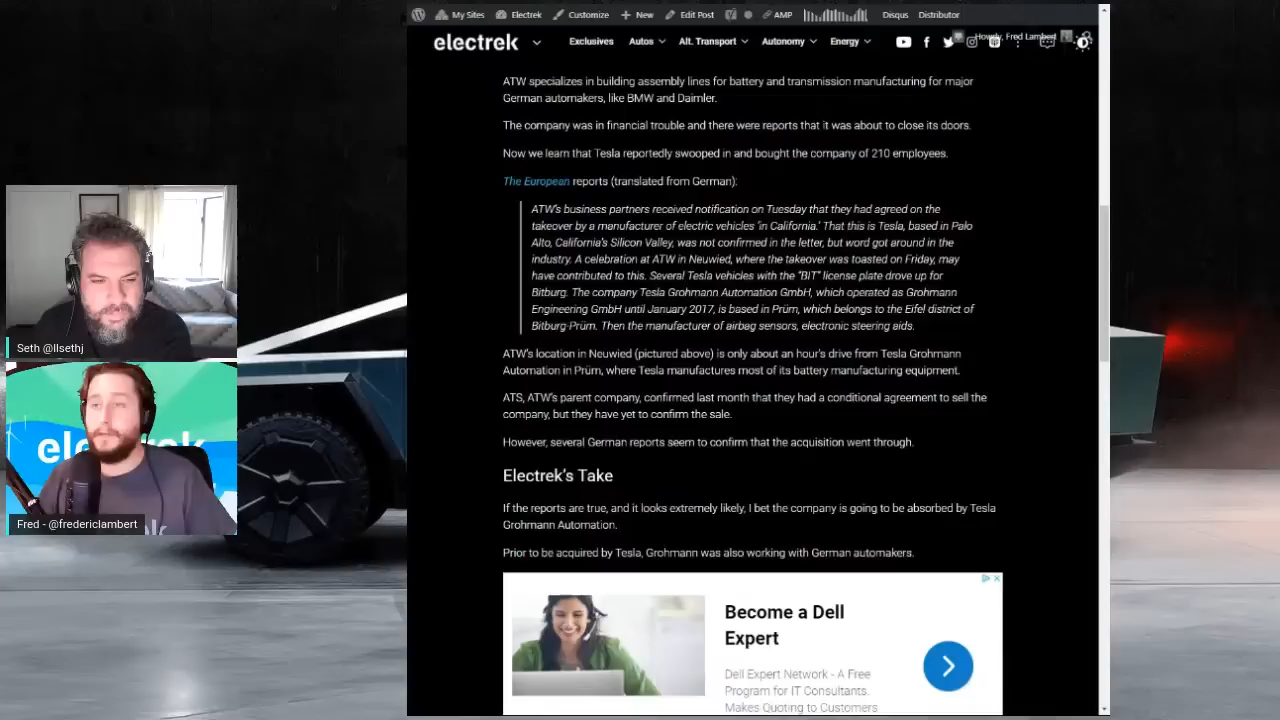 My Sites
Electrek
Customize
New
Edit Post
AMP
Disqus
Distributor
electrek
Exclusives
Autos
Alt. Transport
Autonomy
Energy
Howdy, Fred Lambert
ATW specializes in building assembly lines for battery and transmission manufacturing for major
German automakers, like BMW and Daimler.
The company was in financial trouble and there were reports that it was about to close its doors.
Now we learn that Tesla reportedly swooped in and bought the company of 210 employees.
The European reports (translated from German):
ATW's business partners received notification on Tuesday that they had agreed on the
takeover by a manufacturer of electric vehicles 'in California.' That this is Tesla, based in Palo
Alto, California's Silicon Valley, was not confirmed in the letter, but word got around in the
industry. A celebration at ATW in Neuwied, where the takeover was toasted on Friday, may
have contributed to this. Several Tesla vehicles with the "BIT" license plate drove up for
Bitburg. The company Tesla Grohmann Automation GmbH, which operated as Grohmann
Engineering GmbH until January 2017, is based in Prüm, which belongs to the Eifel district of
Bitburg-Prüm. Then the manufacturer of airbag sensors, electronic steering aids.
ATW's location in Neuwied (pictured above) is only about an hour's drive from Tesla Grohmann
Automation in Prüm, where Tesla manufactures most of its battery manufacturing equipment.
ATS, ATW's parent company, confirmed last month that they had a conditional agreement to sell the
company, but they have yet to confirm the sale.
However, several German reports seem to confirm that the acquisition went through.
Electrek's Take
If the reports are true, and it looks extremely likely, I bet the company is going to be absorbed by Tesla
Grohmann Automation.
Prior to be acquired by Tesla, Grohmann was also working with German automakers.
Become a Dell
Expert
Dell Expert Network - A Free
Program for IT Consultants.
Makes Quoting to Customers
Seth @llsethj
Fred - @fredericlambert